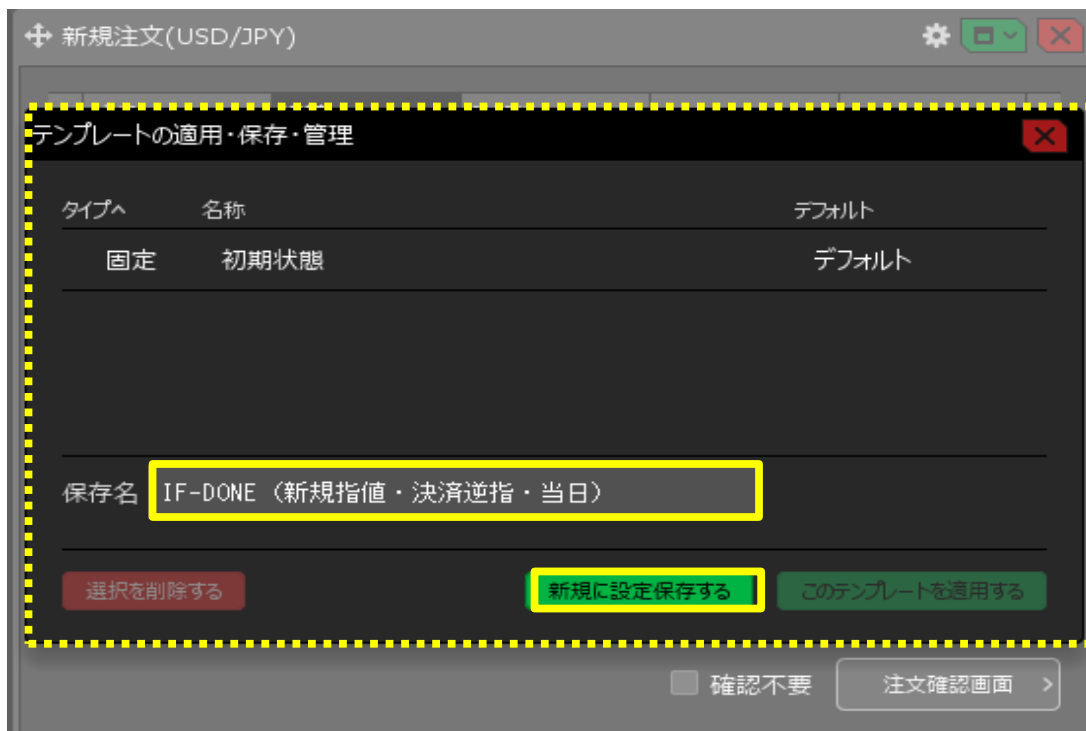 新規注文(USD/JPY)
テンプレートの適用・保存・管理
タイプへ 名称 デフォルト
固定 初期状態 デフォルト
保存名 IF-DONE（新規指値・決済逆指・当日）
選択を削除する 新規に設定保存する このテンプレートを適用する
確認不要 注文確認画面 >